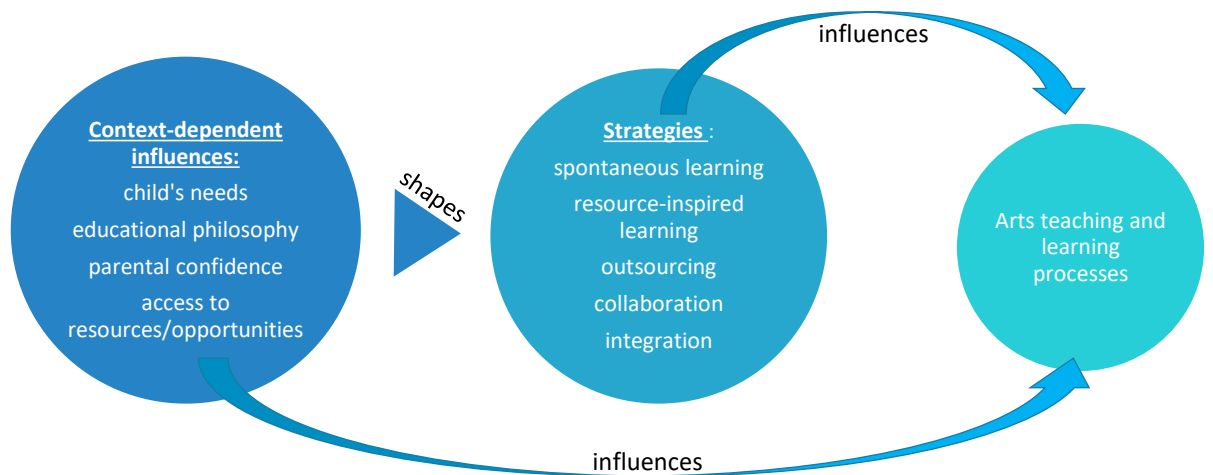 influences
Context-dependent
influences:
child's needs
educational philosophy
parental confidence
access to
resources/opportunities
shapes
Strategies :
spontaneous learning
resource-inspired
learning
outsourcing
collaboration
integration
Arts teaching and
learning
processes
influences